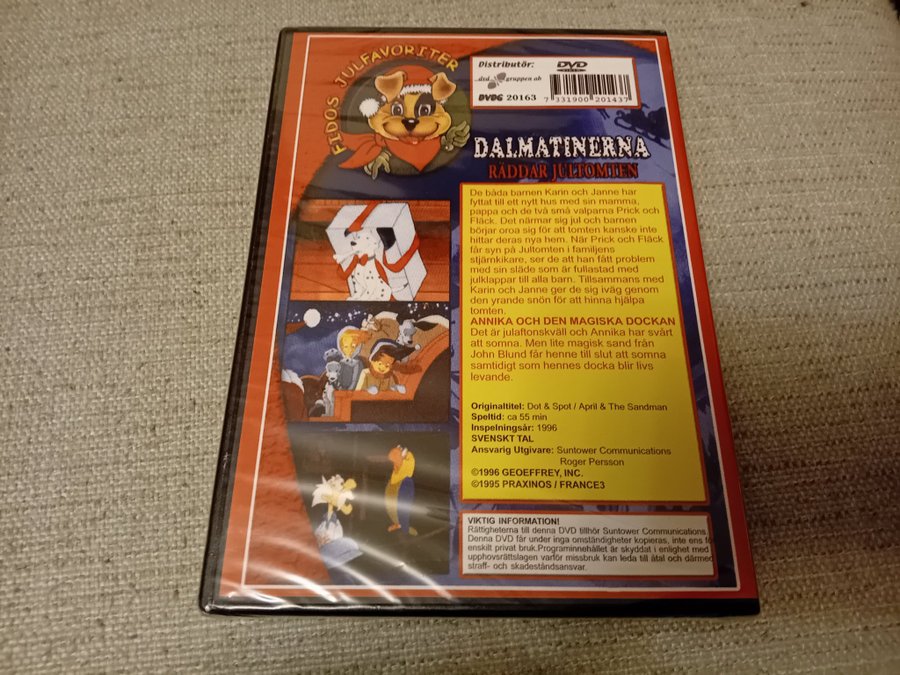 FIDOS JULFAVORITER
Distributör:
DVD
VIDEO
dvd gruppen ab
DVDG 20163
7 331900 201437
DALMATINERNA
RÄDDAR JULTOMTEN
De båda barnen Karin och Janne har
fyttat till ett nytt hus med sin mamma,
pappa och de två små valparna Prick och
Fläck. Det närmar sig jul och barnen
börjar oroa sig för att tomten kanske inte
hittar deras nya hem. När Prick och Fläck
får syn på Jultomten i familjens
stjärnkikare, ser de att han fått problem
med sin släde som är fullastad med
julklappar till alla barn. Tillsammans med
Karin och Janne ger de sig iväg genom
den yrande snön för att hinna hjälpa
tomten.
ANNIKA OCH DEN MAGISKA DOCKAN
Det är julaftonskväll och Annika har svårt
att somna. Men lite magisk sand från
John Blund får henne till slut att somna
samtidigt som hennes docka blir livs
levande.
Originaltitel: Dot & Spot / April & The Sandman
Speltid: ca 55 min
Inspelningsår: 1996
SVENSKT TAL
Ansvarig Utgivare: Suntower Communications
Roger Persson
©1996 GEOEFFREY, INC.
©1995 PRAXINOS / FRANCE3
VIKTIG INFORMATION!
Rättigheterna till denna DVD tillhör Suntower Communications.
Denna DVD får under inga omständigheter kopieras, inte ens f
enskilt privat bruk.Programinnehållet är skyddat i enlighet med
upphovsrättslagen varför missbruk kan leda till åtal och därmed
straff- och skadeståndsansvar.